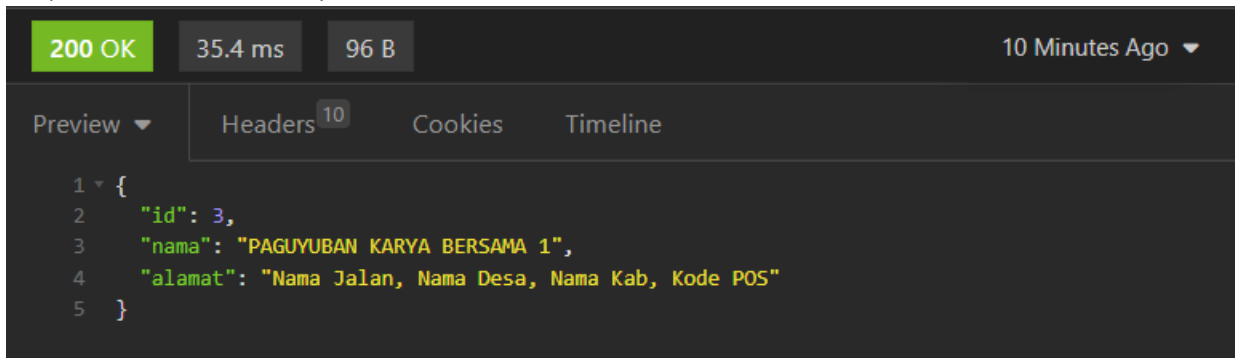 200 OK 35.4 ms 96 B 10 Minutes Ago
Preview Headers 10 Cookies Timeline
1 {
2 "id": 3,
3 "nama": "PAGUYUBAN KARYA BERSAMA 1",
4 "alamat": "Nama Jalan, Nama Desa, Nama Kab, Kode POS"
5 }